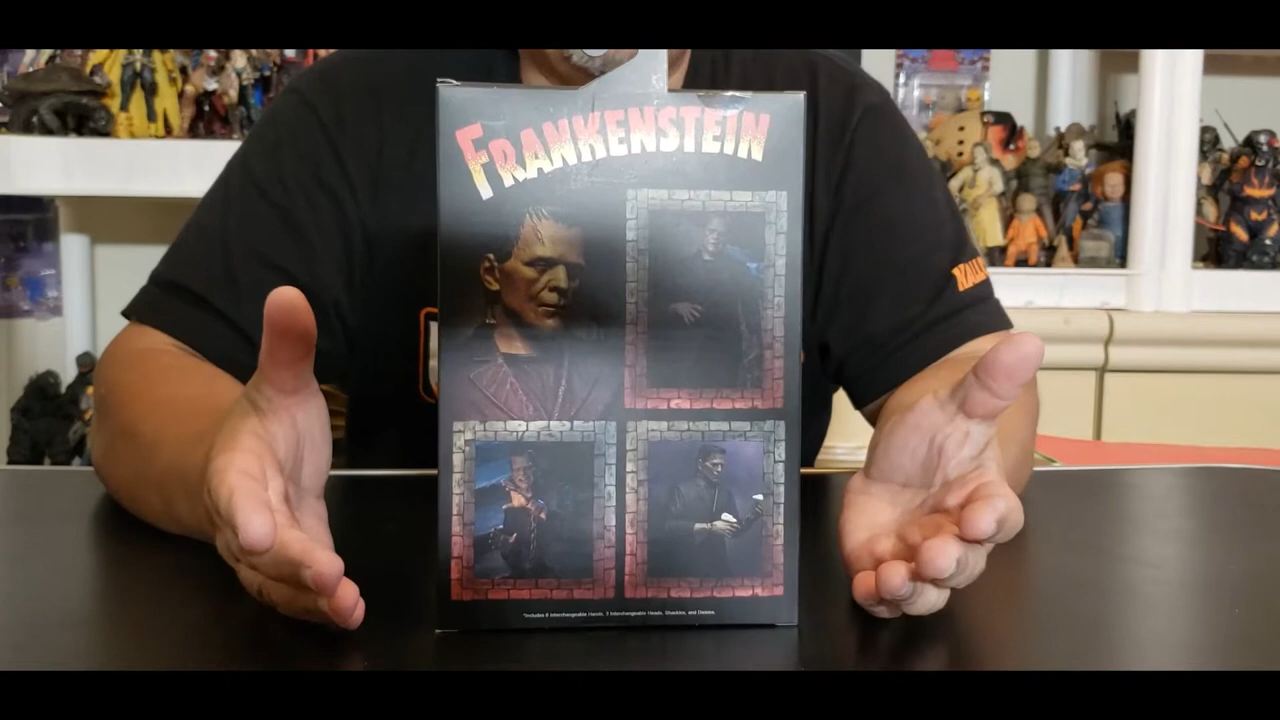 FRANKENSTEIN
*Includes 8 Interchangeable Hands, 3 Interchangeable Heads, Shackles, and Daisies.